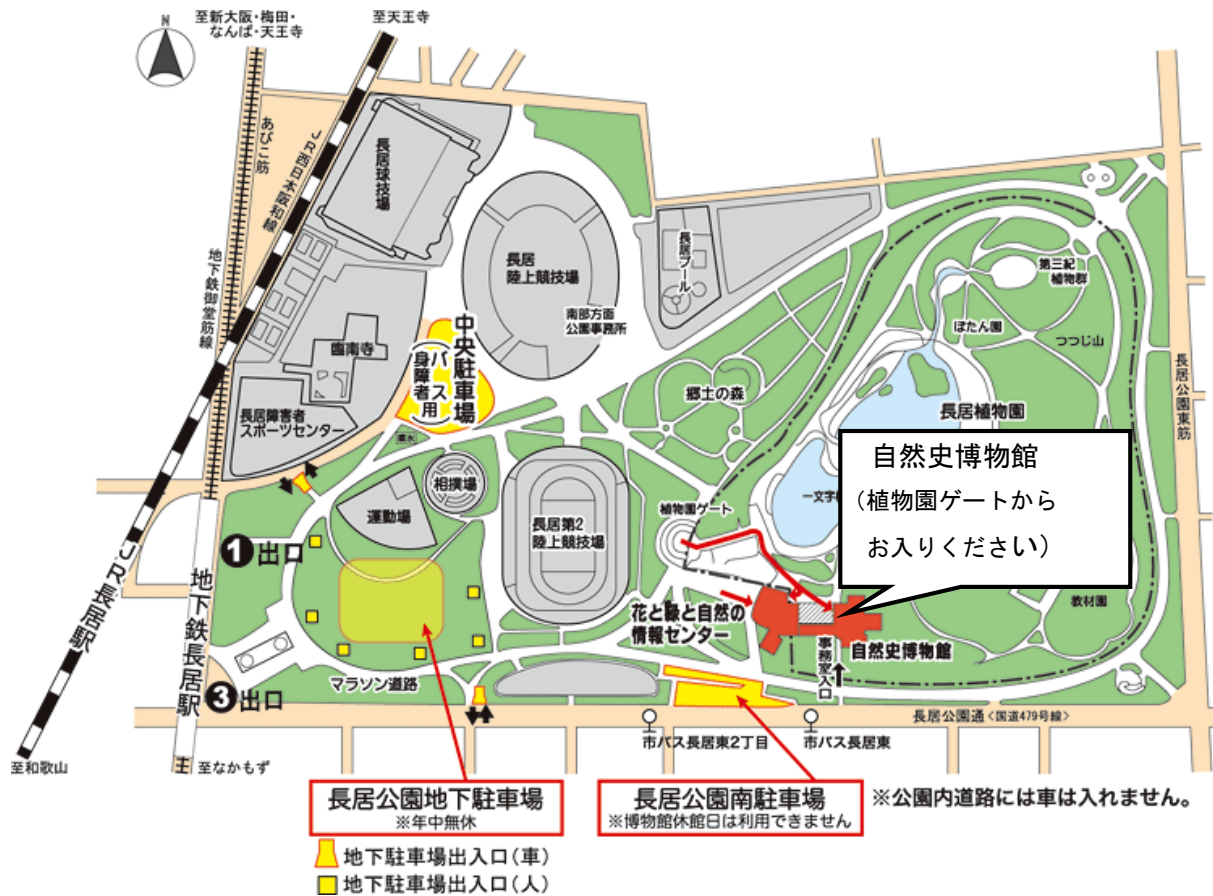 N
至新大阪・梅田・
なんば・天王寺
至天王寺
あびこ筋
JR西日本阪和線
地下鉄御堂筋線
長居球技場
長居
陸上競技場
南部方面
公園事務所
長居プール
第三紀
植物群
ぼたん園
つつじ山
長居公園東筋
臨南寺
中央駐車場
(バス
身障者用)
長居障害者
スポーツセンター
郷土の森
長居植物園
相撲場
運動場
長居第2
陸上競技場
植物園ゲート
一文字
自然史博物館
(植物園ゲートから
お入りください)
1出口
JR長居駅
地下鉄長居駅
花と緑と自然の
情報センター
教材園
自然史博物館
事務室入口
3出口
マラソン道路
長居公園通〈国道479号線〉
市バス長居東2丁目
市バス長居東
至和歌山
至なかもず
長居公園地下駐車場
※年中無休
長居公園南駐車場
※博物館休館日は利用できません
※公園内道路には車は入れません。
地下駐車場出入口(車)
地下駐車場出入口(人)